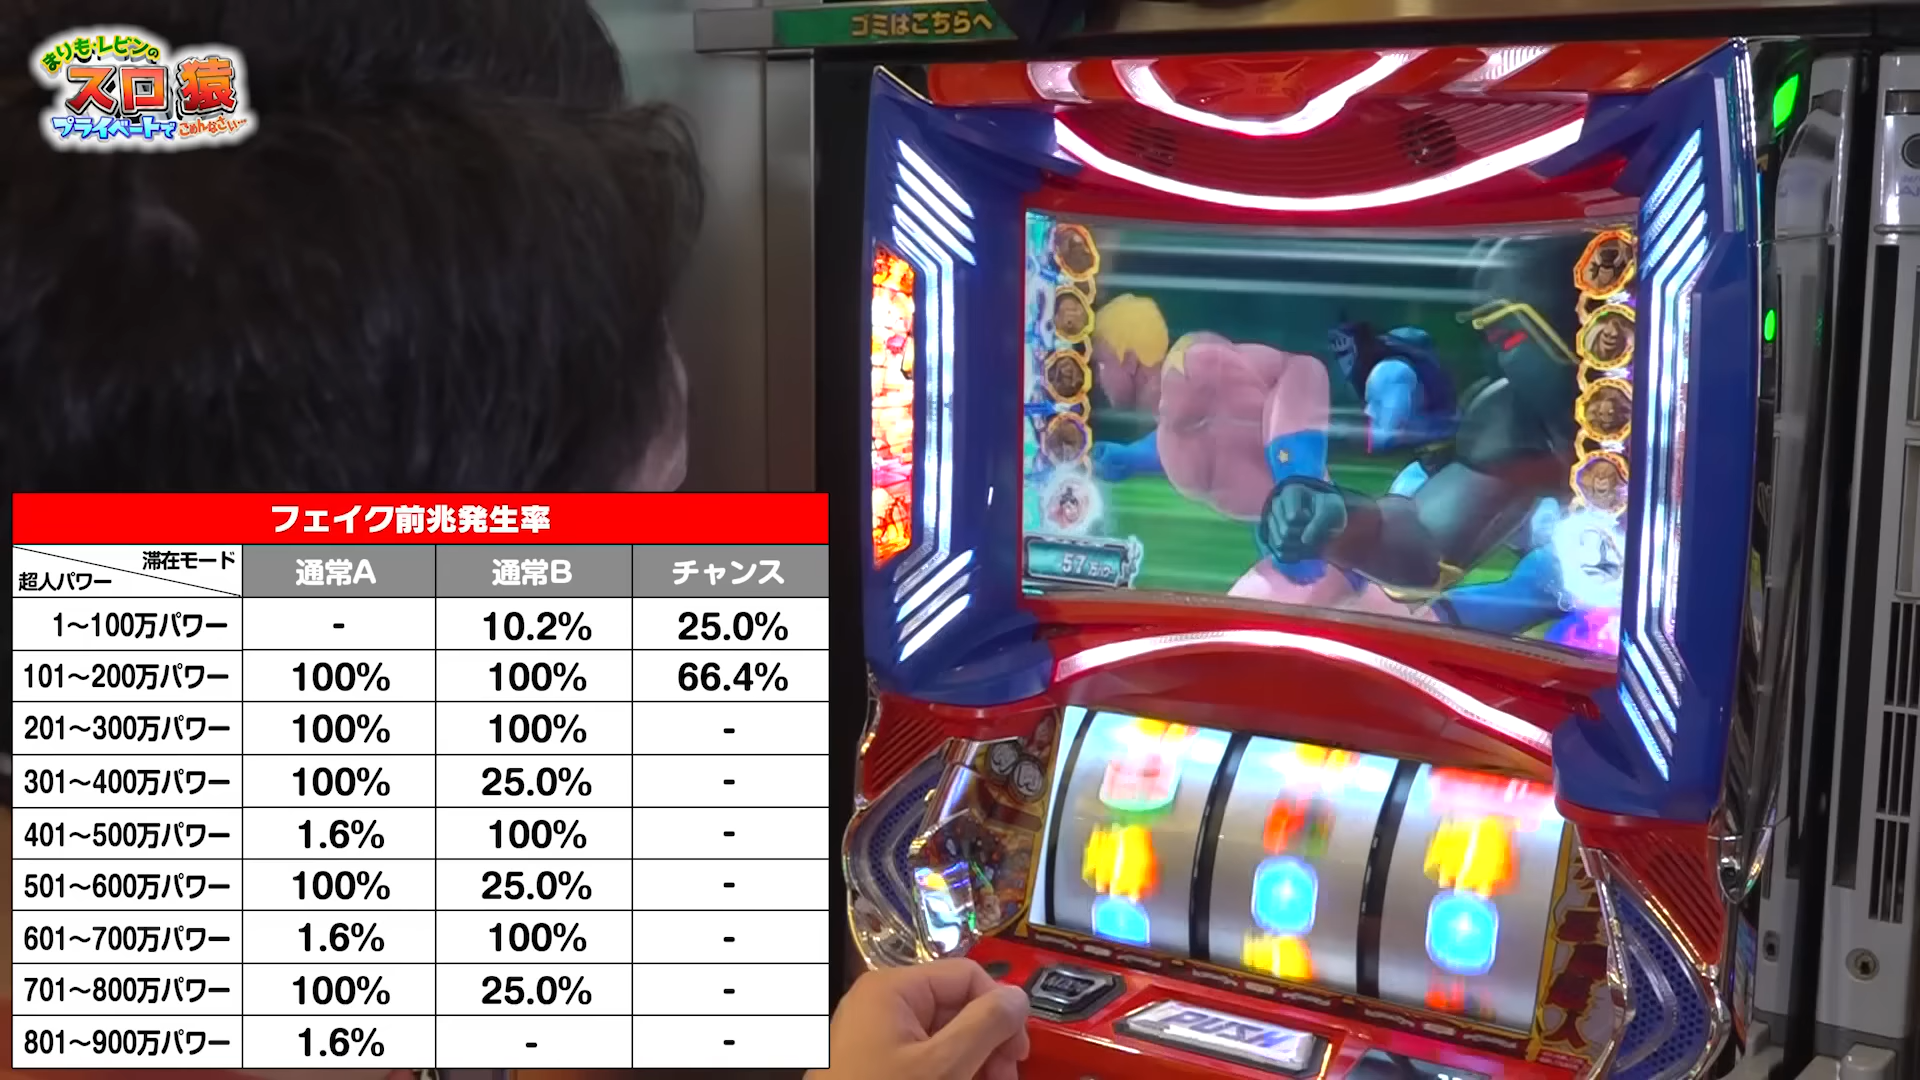 まりも・レビンの
スロ猿
プライベートで ごめんなさい…
ゴミはこちらへ
フェイク前兆発生率
滞在モード
超人パワー
通常A 通常B チャンス
1〜100万パワー - 10.2% 25.0%
101〜200万パワー 100% 100% 66.4%
201〜300万パワー 100% 100% -
301〜400万パワー 100% 25.0% -
401〜500万パワー 1.6% 100% -
501〜600万パワー 100% 25.0% -
601〜700万パワー 1.6% 100% -
701〜800万パワー 100% 25.0% -
801〜900万パワー 1.6% - -
57万パワー
MAX
PUSH